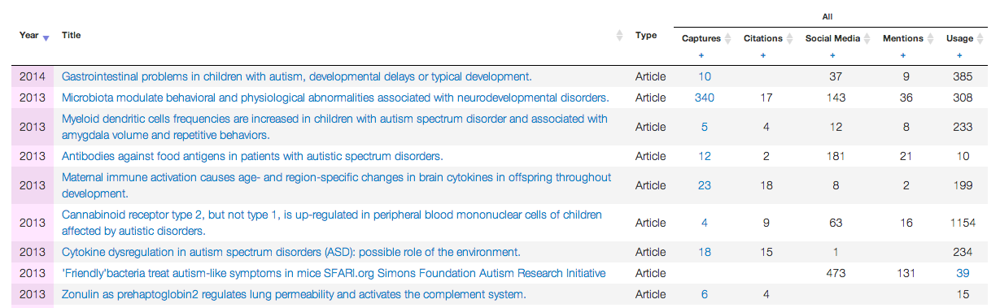 All
Year Title Type Captures Citations Social Media Mentions Usage
+ + + + +
2014 Gastrointestinal problems in children with autism, developmental delays or typical development. Article 10 37 9 385
2013 Microbiota modulate behavioral and physiological abnormalities associated with neurodevelopmental disorders. Article 340 17 143 36 308
Myeloid dendritic cells frequencies are increased in children with autism spectrum disorder and associated with
2013 Article 5 4 12 8 233
amygdala volume and repetitive behaviors.
2013 Antibodies against food antigens in patients with autistic spectrum disorders. Article 12 2 181 21 10
Maternal immune activation causes age- and region-specific changes in brain cytokines in offspring throughout
2013 Article 23 18 8 2 199
development.
Cannabinoid receptor type 2, but not type 1, is up-regulated in peripheral blood mononuclear cells of children
2013 Article 4 9 63 16 1154
affected by autistic disorders.
2013 Cytokine dysregulation in autism spectrum disorders (ASD): possible role of the environment. Article 18 15 1 234
2013 'Friendly'bacteria treat autism-like symptoms in mice SFARI.org Simons Foundation Autism Research Initiative Article 473 131 39
2013 Zonulin as prehaptoglobin2 regulates lung permeability and activates the complement system. Article 6 4 15